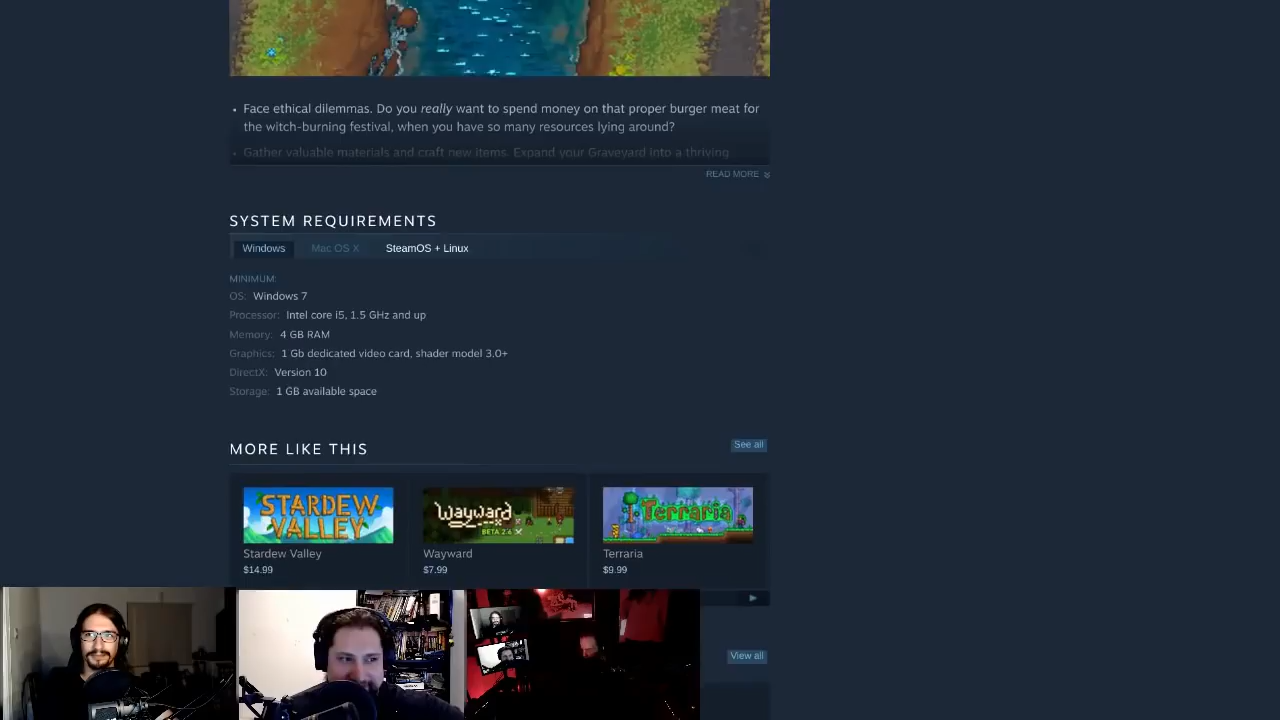 Face ethical dilemmas. Do you really want to spend money on that proper burger meat for
the witch-burning festival, when you have so many resources lying around?
Gather valuable materials and craft new items. Expand your Graveyard into a thriving
READ MORE
SYSTEM REQUIREMENTS
Windows Mac OS X SteamOS + Linux
MINIMUM:
OS: Windows 7
Processor: Intel core i5, 1.5 GHz and up
Memory: 4 GB RAM
Graphics: 1 Gb dedicated video card, shader model 3.0+
DirectX: Version 10
Storage: 1 GB available space
MORE LIKE THIS See all
STARDEW VALLEY
Wayward
BETA 2.6
Terraria
Stardew Valley Wayward Terraria
$14.99 $7.99 $9.99
View all